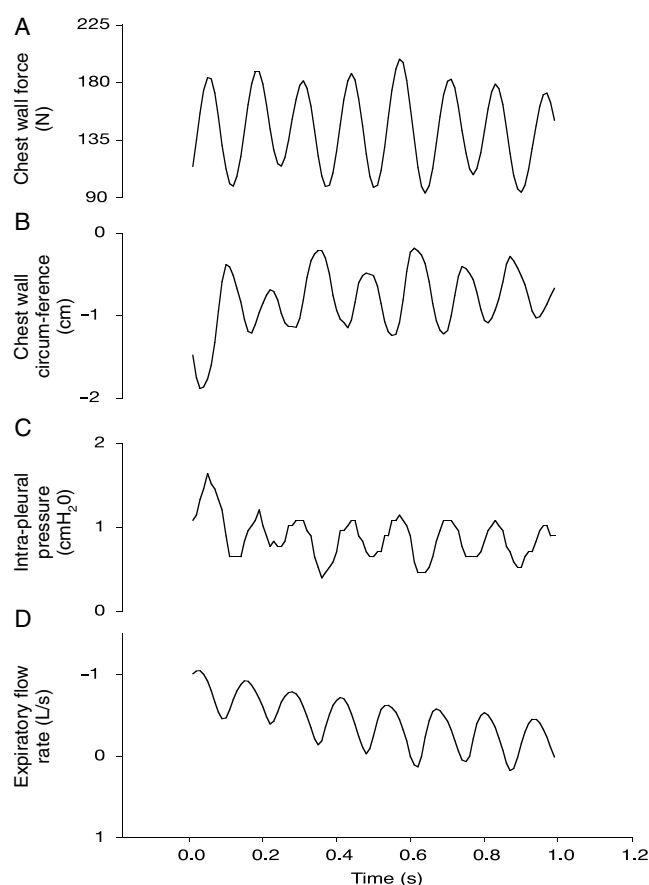 A
225
180
135
90
Chest wall force
(N)
B
0
−1
−2
Chest wall
circum-ference
(cm)
C
2
1
0
Intra-pleural
pressure
(cmH₂0)
D
−1
0
1
Expiratory flow
rate (L/s)
0.0 0.2 0.4 0.6 0.8 1.0 1.2
Time (s)